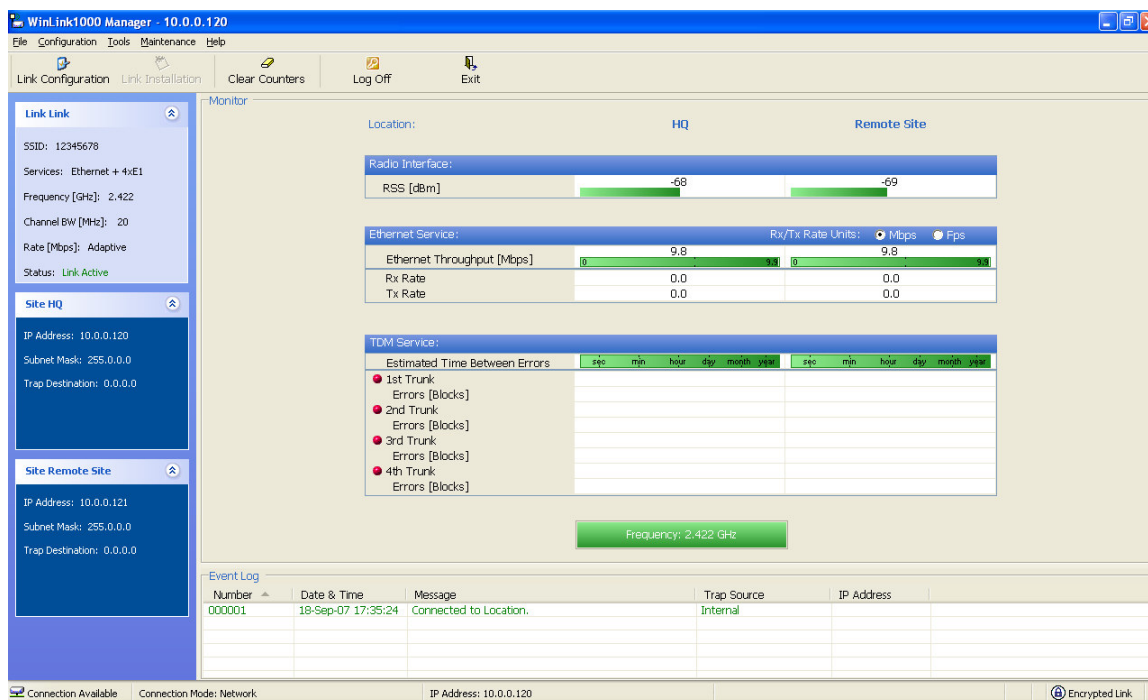 WinLink1000 Manager - 10.0.0.120
File Configuration Tools Maintenance Help
Link Configuration Link Installation Clear Counters Log Off Exit
Link Link
SSID: 12345678
Services: Ethernet + 4xE1
Frequency [GHz]: 2.422
Channel BW [MHz]: 20
Rate [Mbps]: Adaptive
Status: Link Active
Site HQ
IP Address: 10.0.0.120
Subnet Mask: 255.0.0.0
Trap Destination: 0.0.0.0
Site Remote Site
IP Address: 10.0.0.121
Subnet Mask: 255.0.0.0
Trap Destination: 0.0.0.0
Monitor
Location: HQ Remote Site
Radio Interface:
RSS [dBm] -68 -69
Ethernet Service: Rx/Tx Rate Units: Mbps Fps
Ethernet Throughput [Mbps] 9.8 9.8
0 9.9 0 9.9
Rx Rate 0.0 0.0
Tx Rate 0.0 0.0
TDM Service:
Estimated Time Between Errors sec min hour day month year sec min hour day month year
1st Trunk
Errors [Blocks]
2nd Trunk
Errors [Blocks]
3rd Trunk
Errors [Blocks]
4th Trunk
Errors [Blocks]
Frequency: 2.422 GHz
Event Log
Number Date & Time Message Trap Source IP Address
000001 18-Sep-07 17:35:24 Connected to Location. Internal
Connection Available Connection Mode: Network IP Address: 10.0.0.120 Encrypted Link